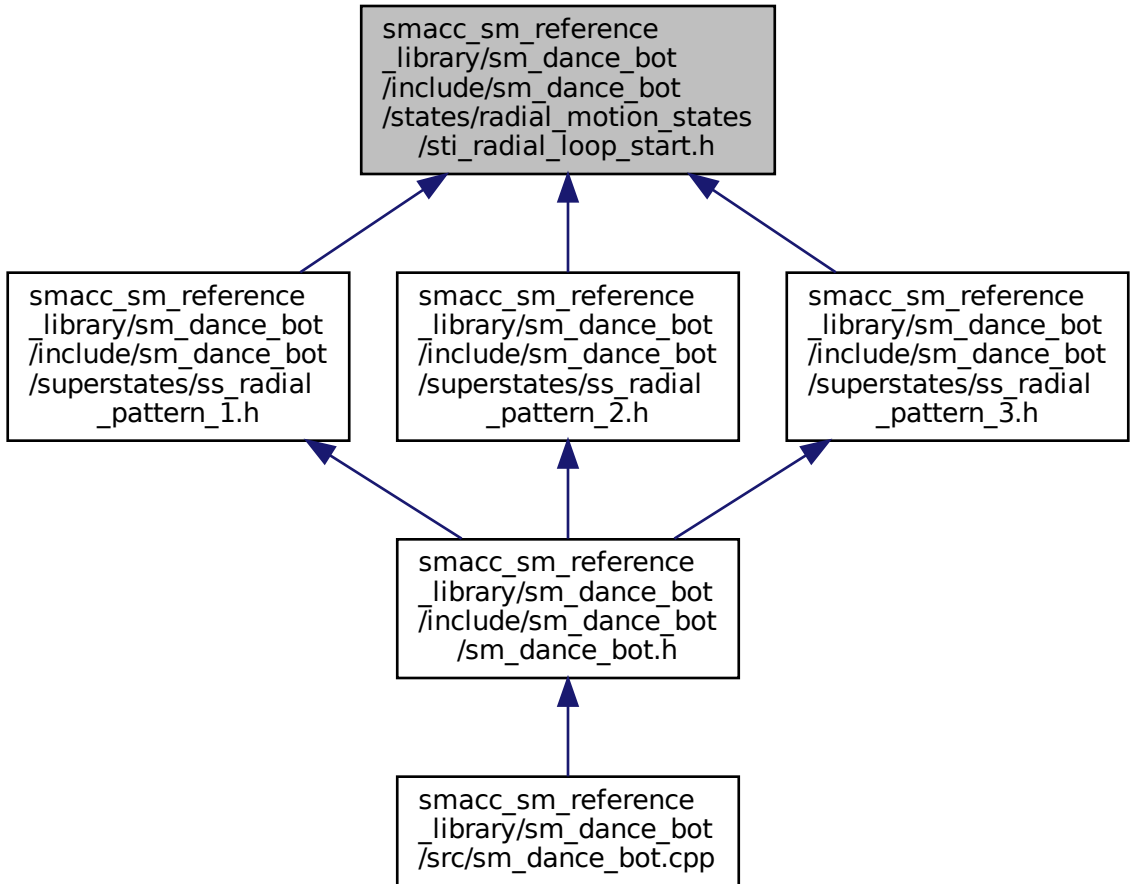 smacc_sm_reference
_library/sm_dance_bot
/include/sm_dance_bot
/states/radial_motion_states
/sti_radial_loop_start.h
smacc_sm_reference
_library/sm_dance_bot
/include/sm_dance_bot
/superstates/ss_radial
_pattern_1.h
smacc_sm_reference
_library/sm_dance_bot
/include/sm_dance_bot
/superstates/ss_radial
_pattern_2.h
smacc_sm_reference
_library/sm_dance_bot
/include/sm_dance_bot
/superstates/ss_radial
_pattern_3.h
smacc_sm_reference
_library/sm_dance_bot
/include/sm_dance_bot
/sm_dance_bot.h
smacc_sm_reference
_library/sm_dance_bot
/src/sm_dance_bot.cpp